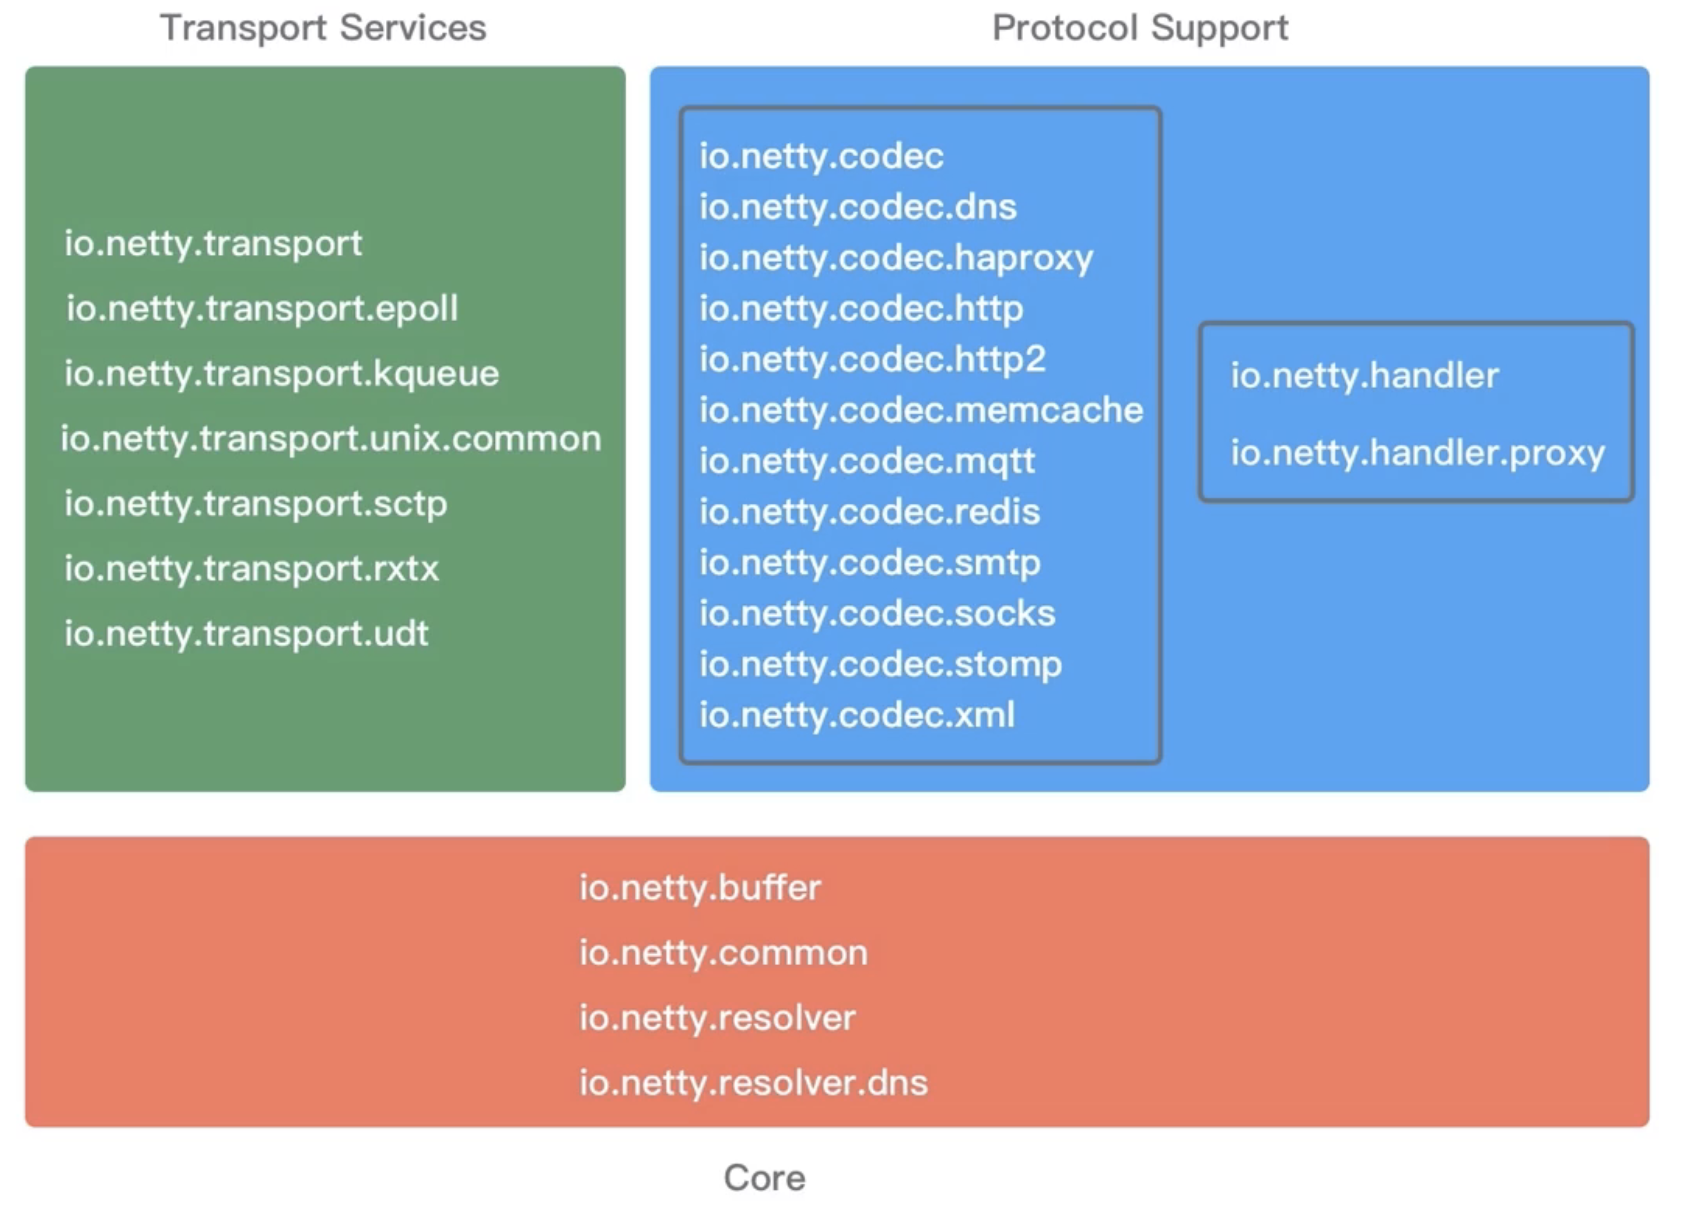 Transport Services
io.netty.transport
io.netty.transport.epoll
io.netty.transport.kqueue
io.netty.transport.unix.common
io.netty.transport.sctp
io.netty.transport.rxtx
io.netty.transport.udt
Protocol Support
io.netty.codec
io.netty.codec.dns
io.netty.codec.haproxy
io.netty.codec.http
io.netty.codec.http2
io.netty.codec.memcache
io.netty.codec.mqtt
io.netty.codec.redis
io.netty.codec.smtp
io.netty.codec.socks
io.netty.codec.stomp
io.netty.codec.xml
io.netty.handler
io.netty.handler.proxy
io.netty.buffer
io.netty.common
io.netty.resolver
io.netty.resolver.dns
Core